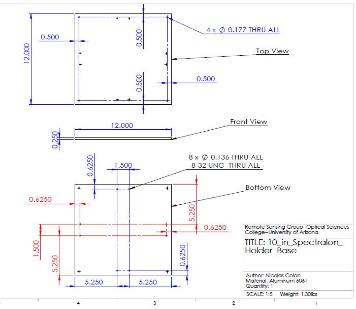 4 x Ø 0.177 THRU ALL
0.500
0.500
Top View
12.000
0.500
0.500
12.000
Front View
0.250
0.6250
1.500
8 x Ø 0.136 THRU ALL
8-32 UNC THRU ALL
Bottom View
0.6250
5.250
0.6250
1.500
0.6250
5.250
5.250
Remote Sensing Group-Optical Sciences
College-University of Arizona
TITLE: 10_in_Spectralon_
Holder Base
Author: Nicolas Colon
Material: Aluminum 6061
Quantity: 1
SCALE: 1:5 Weight: 1.30lbs
4
3
2
1